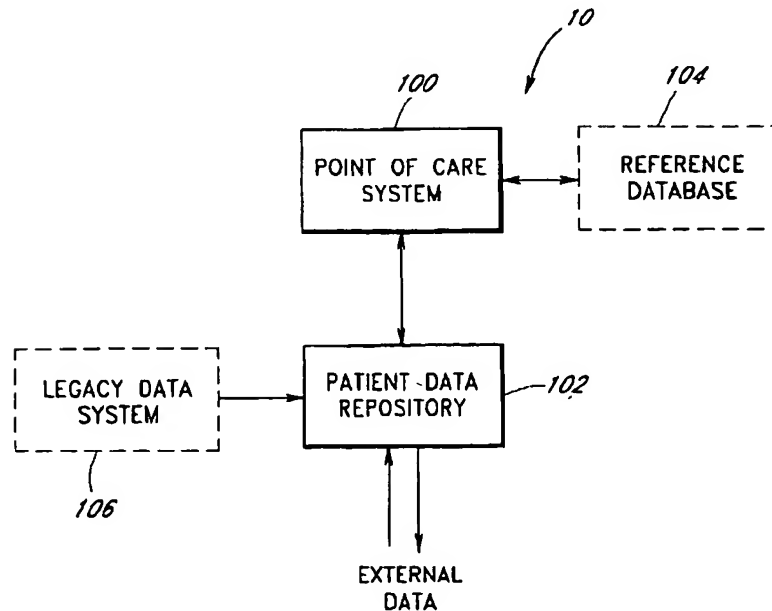 10
100
104
POINT OF CARE
SYSTEM
REFERENCE
DATABASE
LEGACY DATA
SYSTEM
PATIENT DATA
REPOSITORY
102
106
EXTERNAL
DATA